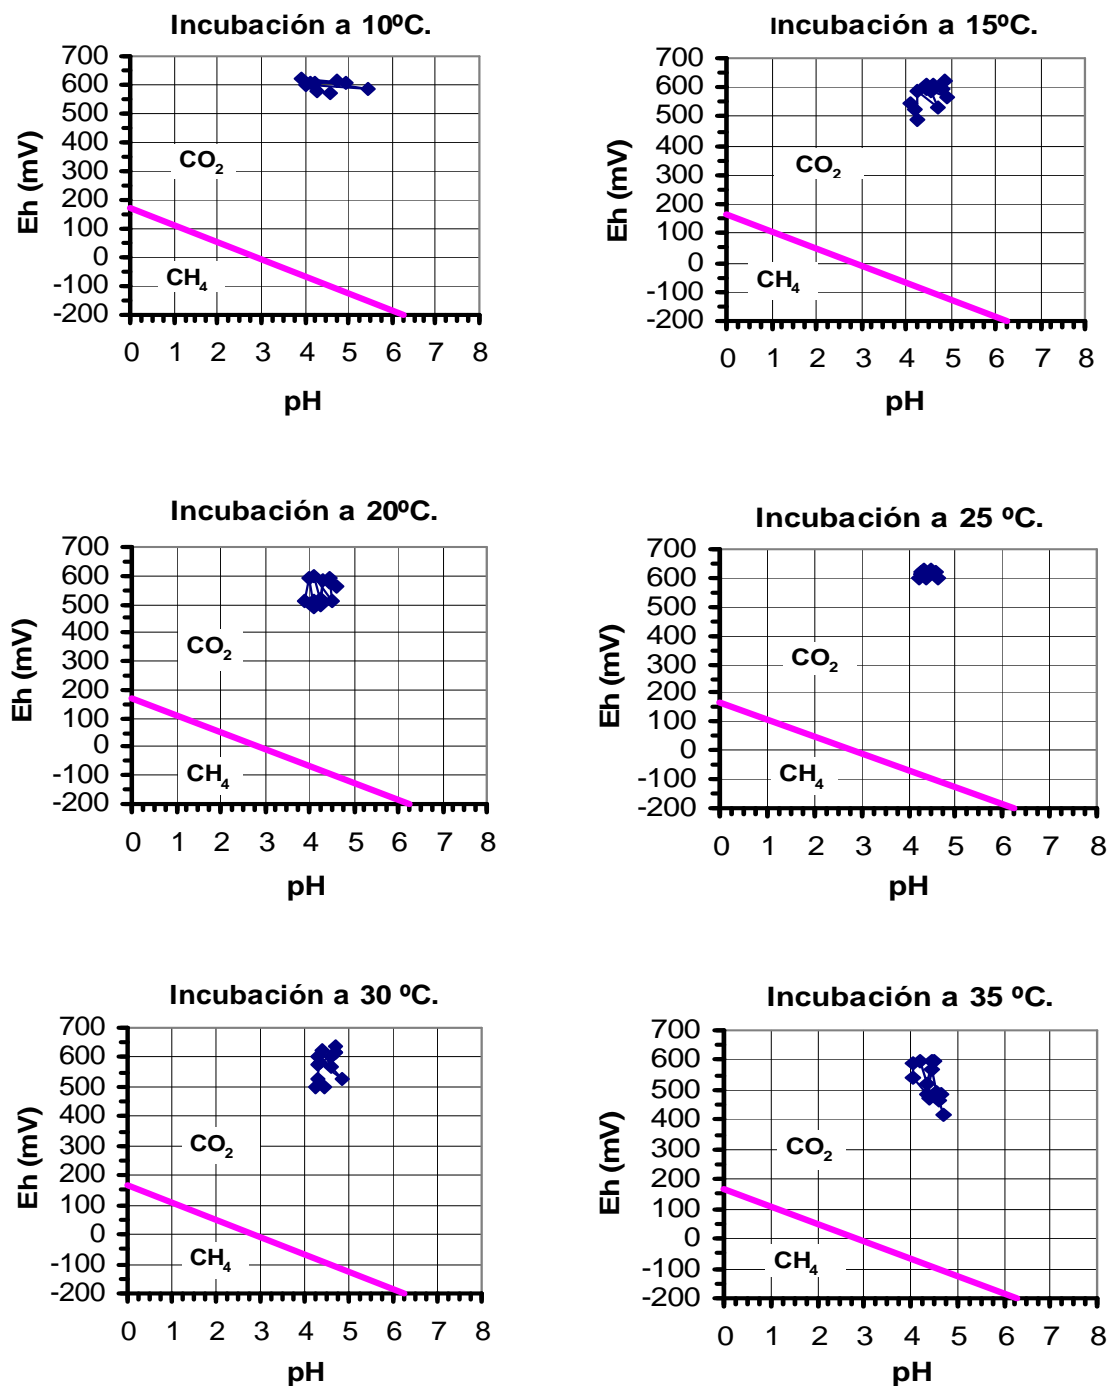 Incubación a 10ºC.
700
600
500
400
300
200
100
0
-100
-200
Eh (mV)
CO₂
CH₄
0 1 2 3 4 5 6 7 8
pH
Incubación a 15ºC.
700
600
500
400
300
200
100
0
-100
-200
Eh (mV)
CO₂
CH₄
0 1 2 3 4 5 6 7 8
pH
Incubación a 20ºC.
700
600
500
400
300
200
100
0
-100
-200
Eh (mV)
CO₂
CH₄
0 1 2 3 4 5 6 7 8
pH
Incubación a 25 ºC.
700
600
500
400
300
200
100
0
-100
-200
Eh (mV)
CO₂
CH₄
0 1 2 3 4 5 6 7 8
pH
Incubación a 30 ºC.
700
600
500
400
300
200
100
0
-100
-200
Eh (mV)
CO₂
CH₄
0 1 2 3 4 5 6 7 8
pH
Incubación a 35 ºC.
700
600
500
400
300
200
100
0
-100
-200
Eh (mV)
CO₂
CH₄
0 1 2 3 4 5 6 7 8
pH